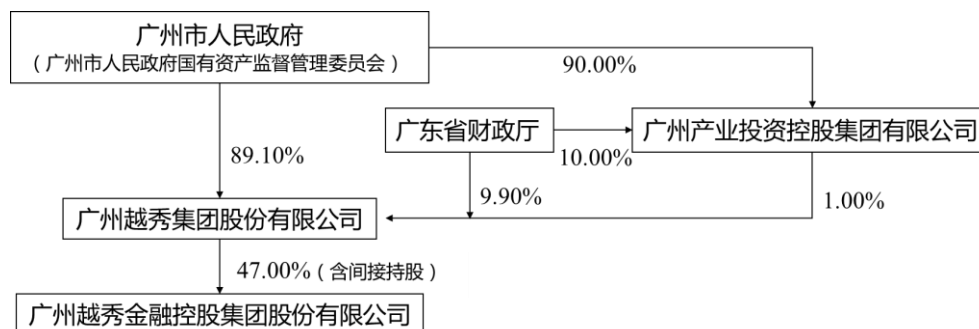 广州市人民政府
（广州市人民政府国有资产监督管理委员会）
90.00%
广东省财政厅
广州产业投资控股集团有限公司
89.10%
10.00%
9.90%
1.00%
广州越秀集团股份有限公司
47.00%（含间接持股）
广州越秀金融控股集团股份有限公司